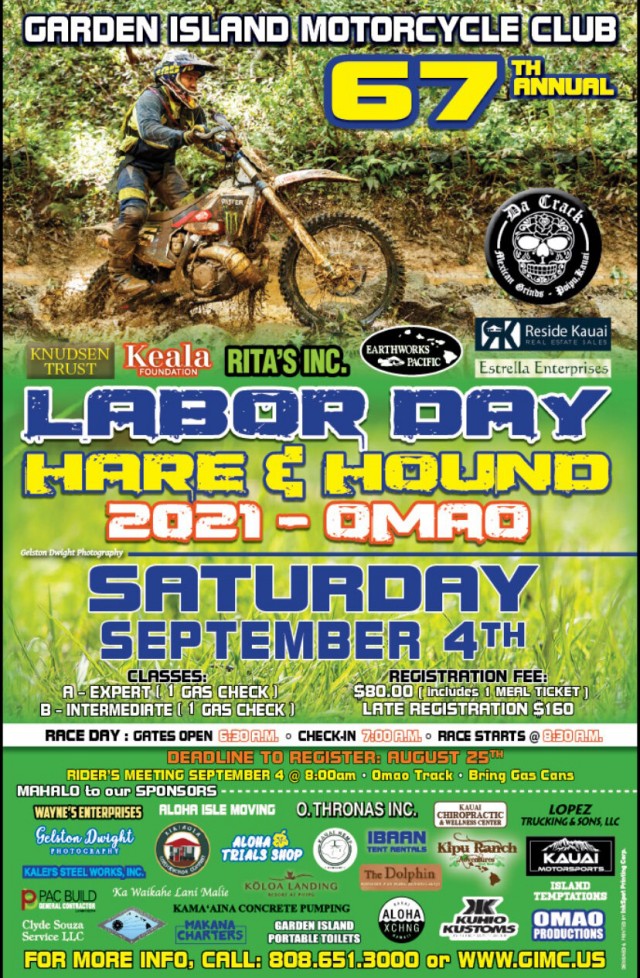 GARDEN ISLAND MOTORCYCLE CLUB
67TH ANNUAL
Da Crack
Mexican Grinds - Poipu, Kauai
KNUDSEN TRUST
Keala FOUNDATION
RITA'S INC.
EARTHWORKS PACIFIC
RK Reside Kauai
REAL ESTATE SALES
Estrella Enterprises
LABOR DAY
HARE & HOUND
2021 - OMAO
Gelston Dwight Photography
SATURDAY
SEPTEMBER 4TH
CLASSES:
A - EXPERT ( 1 GAS CHECK )
B - INTERMEDIATE ( 1 GAS CHECK )
REGISTRATION FEE:
$80.00 ( includes 1 MEAL TICKET )
LATE REGISTRATION $160
RACE DAY : GATES OPEN 6:30 A.M. ○ CHECK-IN 7:00 A.M. ○ RACE STARTS @ 8:30 A.M.
DEADLINE TO REGISTER: AUGUST 25TH
RIDER'S MEETING SEPTEMBER 4 @ 8:00am • Omao Track • Bring Gas Cans
MAHALO to our SPONSORS
WAYNE'S ENTERPRISES
ALOHA ISLE MOVING
O. THRONAS INC.
KAUAI CHIROPRACTIC & WELLNESS CENTER
LOPEZ TRUCKING & SONS, LLC
Gelston Dwight PHOTOGRAPHY
ALOHA TRIALS SHOP
IBARN TENT RENTALS
Kipu Ranch Adventures
KAUAI MOTORSPORTS
KALEI'S STEEL WORKS, INC.
KŌLOA LANDING
The Dolphin
ISLAND TEMPTATIONS
PAC BUILD
GENERAL CONTRACTOR
Ka Waikahe Lani Malie
KAMA'AINA CONCRETE PUMPING
ALOHA XCHNG
KUHIO KUSTOMS
OMAO PRODUCTIONS
Clyde Souza Service LLC
MAKANA CHARTERS
GARDEN ISLAND PORTABLE TOILETS
FOR MORE INFO, CALL: 808.651.3000 or WWW.GIMC.US